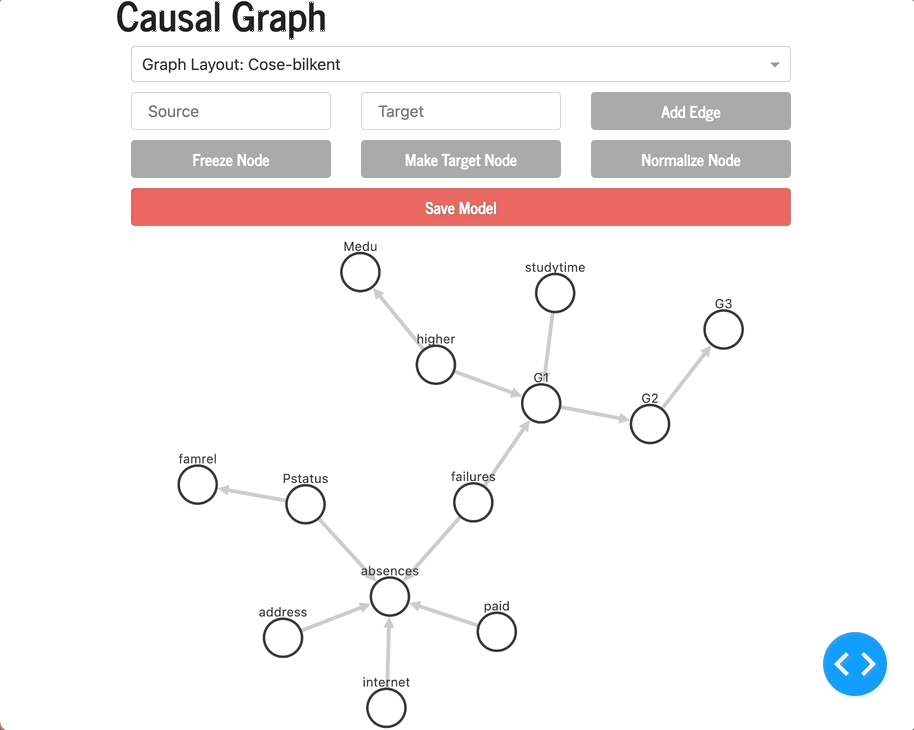 Causal Graph
Graph Layout: Cose-bilkent
Source
Target
Add Edge
Freeze Node
Make Target Node
Normalize Node
Save Model
Medu
studytime
G3
higher
G1
G2
famrel
Pstatus
failures
absences
address
paid
internet